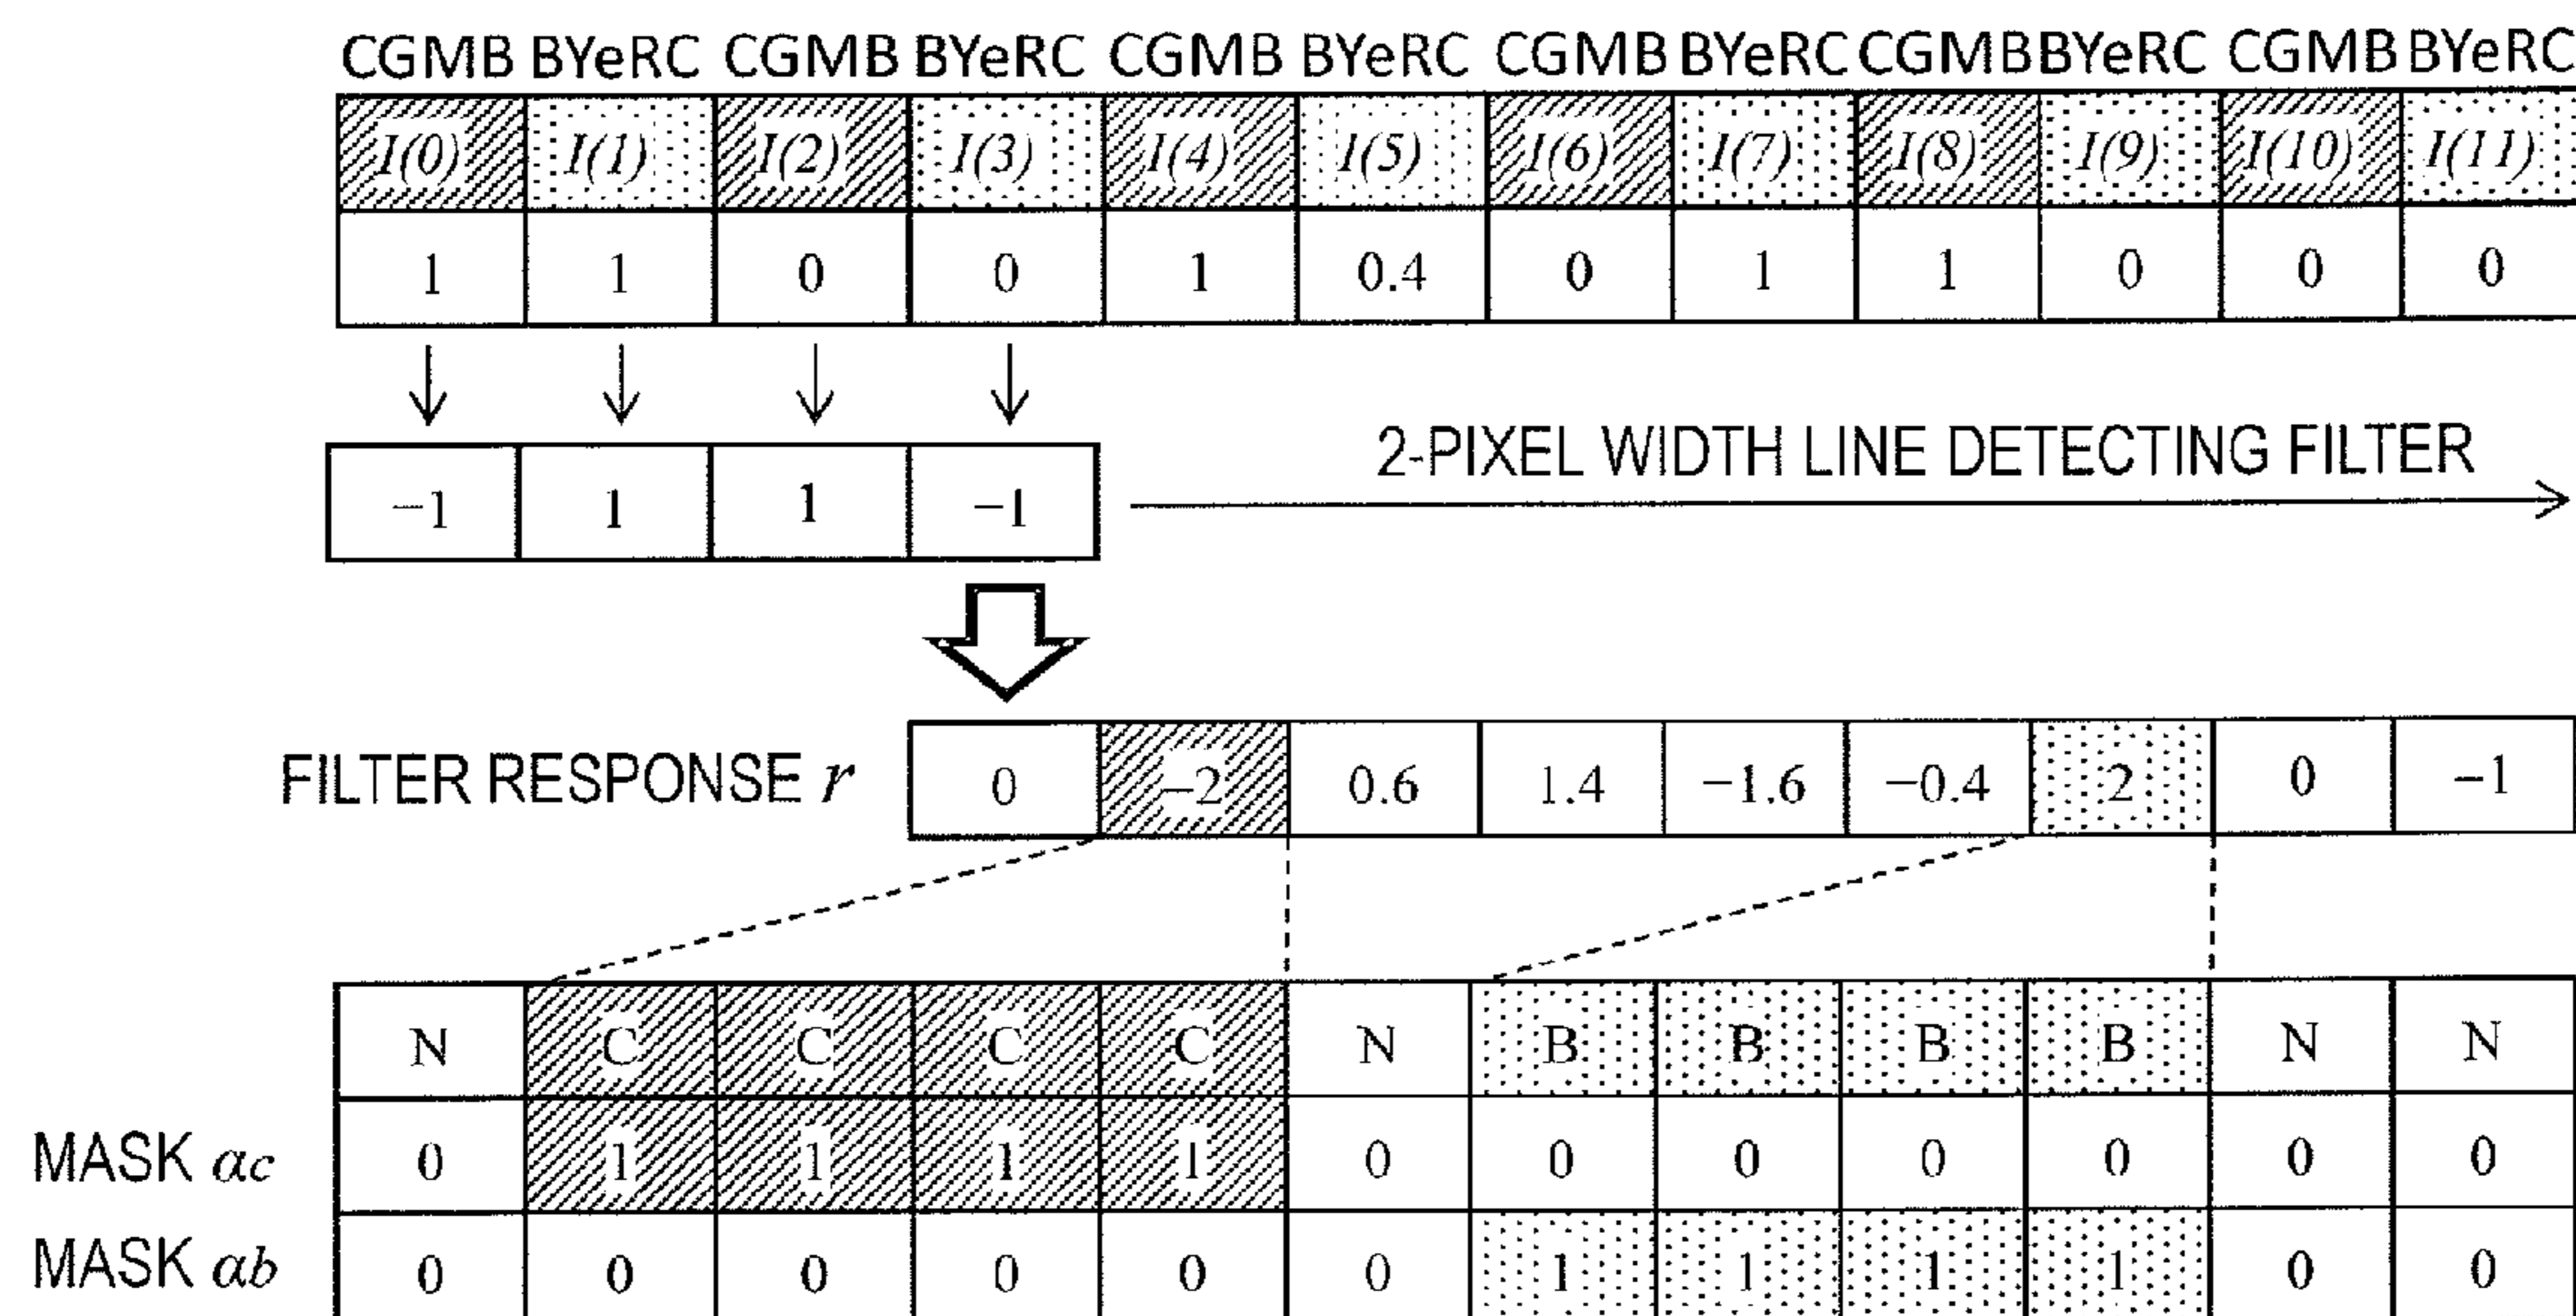 CGMB BYeRC CGMB BYeRC CGMB BYeRC CGMB BYeRC CGMB BYeRC CGMB BYeRC
I(0) I(1) I(2) I(3) I(4) I(5) I(6) I(7) I(8) I(9) I(10) I(11)
1 1 0 0 1 0.4 0 1 1 0 0 0
2-PIXEL WIDTH LINE DETECTING FILTER
−1 1 1 −1
FILTER RESPONSE r 0 −2 0.6 1.4 −1.6 −0.4 2 0 −1
N C C C C N B B B B N N
MASK αc 0 1 1 1 1 0 0 0 0 0 0 0
MASK αb 0 0 0 0 0 0 1 1 1 1 0 0